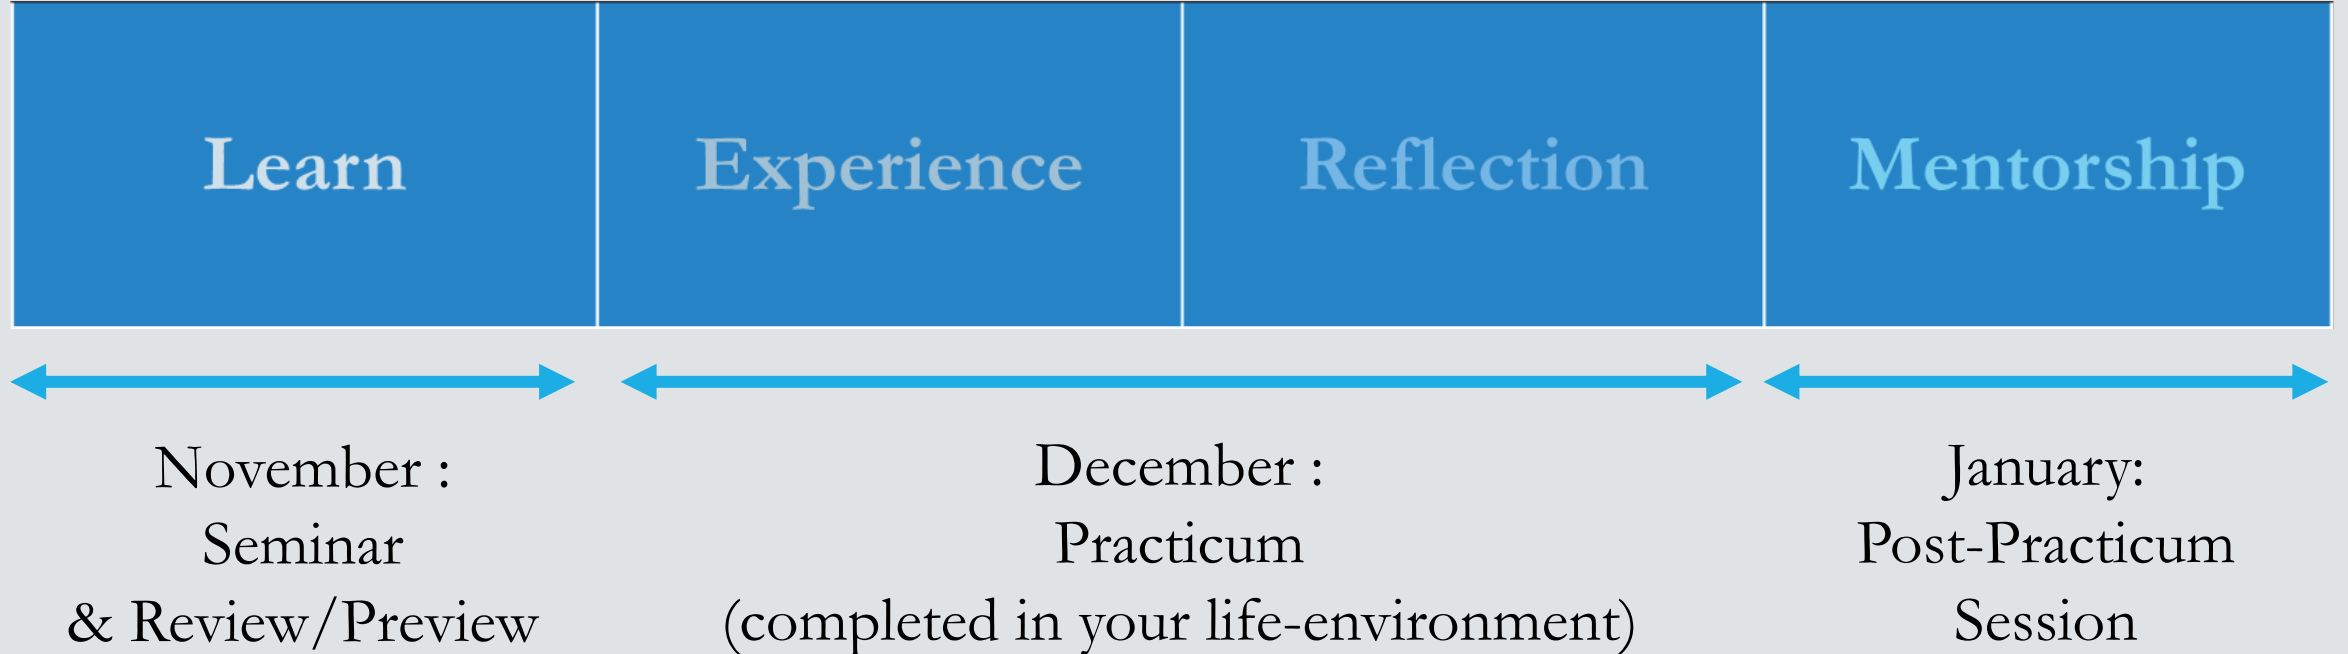 Learn Experience Reflection Mentorship
November :
Seminar
& Review/Preview
December :
Practicum
(completed in your life-environment)
January:
Post-Practicum
Session